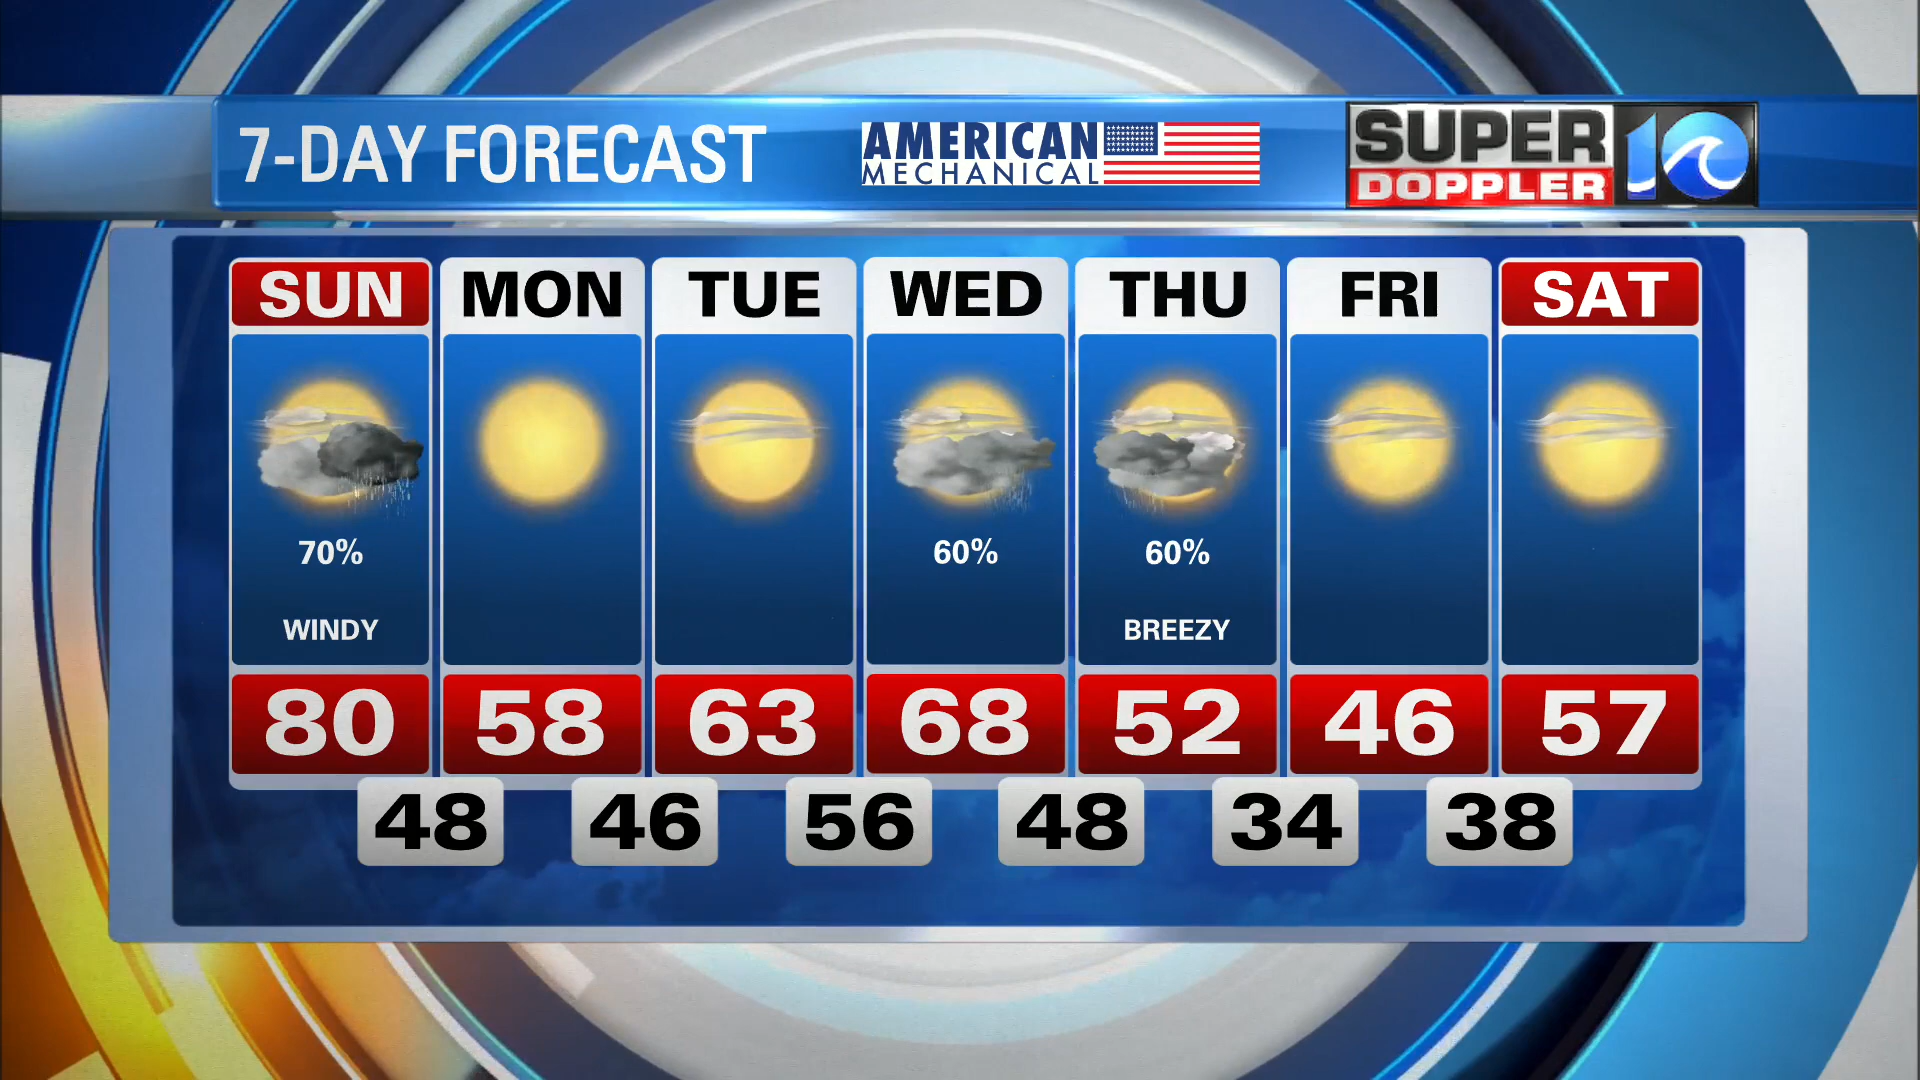 7-DAY FORECAST
AMERICAN
MECHANICAL
SUPER
DOPPLER
10
SUN MON TUE WED THU FRI SAT
70% 60% 60%
WINDY BREEZY
80 58 63 68 52 46 57
48 46 56 48 34 38